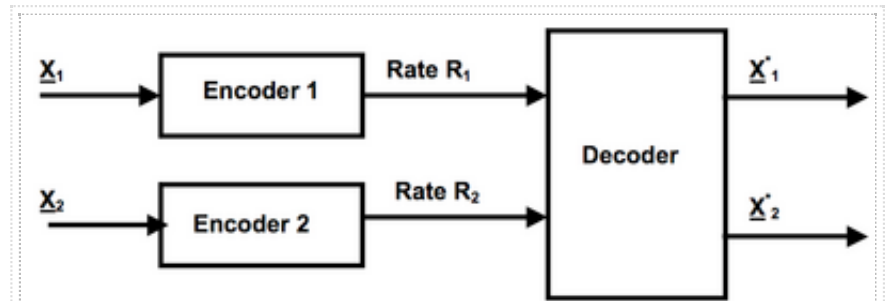 X₁
Encoder 1
Rate R₁
X*₁
Decoder
X₂
Encoder 2
Rate R₂
X*₂